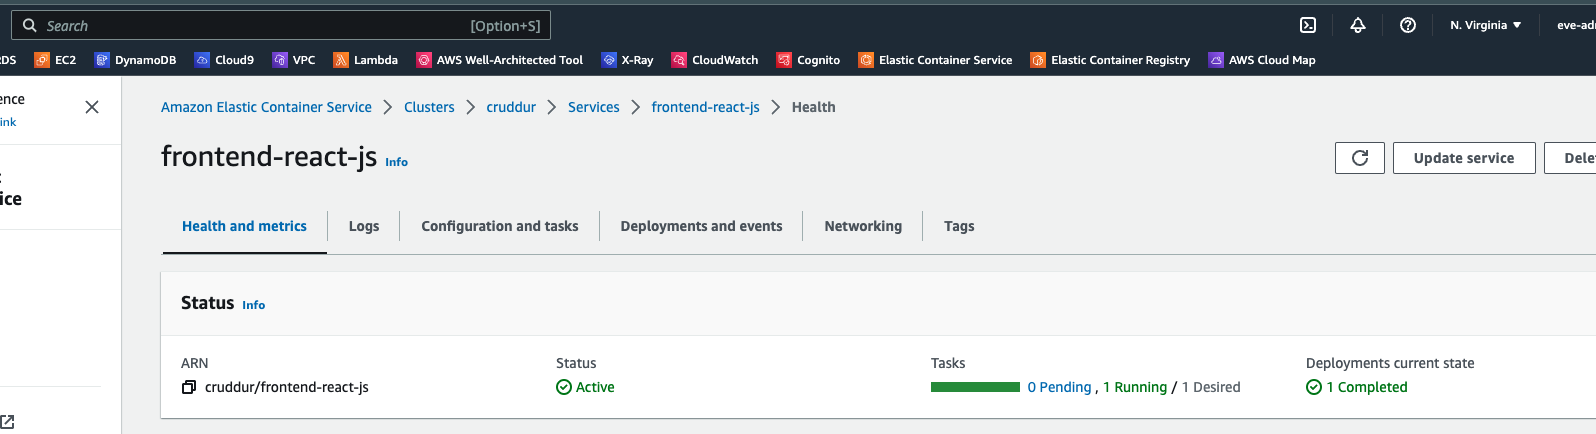 Search [Option+S] N. Virginia eve-ad
DS EC2 DynamoDB Cloud9 VPC Lambda AWS Well-Architected Tool X-Ray CloudWatch Cognito Elastic Container Service Elastic Container Registry AWS Cloud Map
ence
ink
ice
Amazon Elastic Container Service > Clusters > cruddur > Services > frontend-react-js > Health
frontend-react-js Info
Update service Dele
Health and metrics Logs Configuration and tasks Deployments and events Networking Tags
Status Info
ARN Status Tasks Deployments current state
cruddur/frontend-react-js Active 0 Pending , 1 Running / 1 Desired 1 Completed